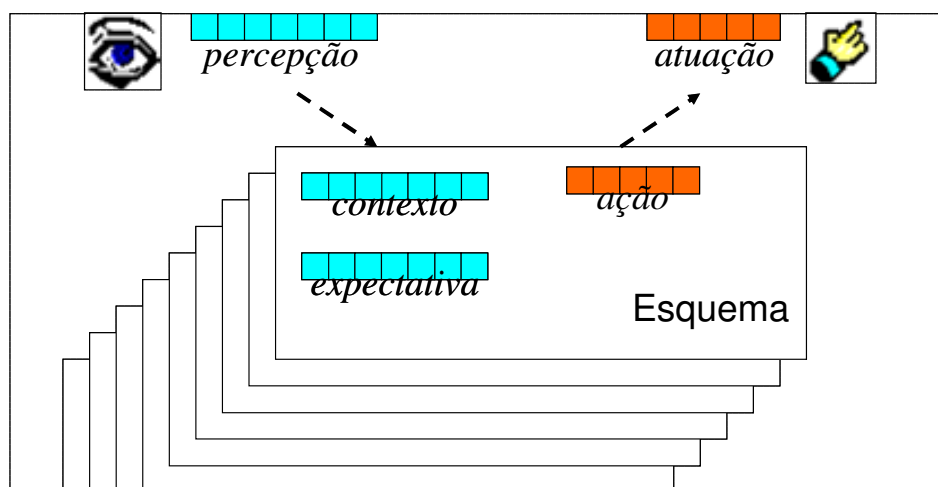 percepção
atuação
contexto
ação
expectativa
Esquema